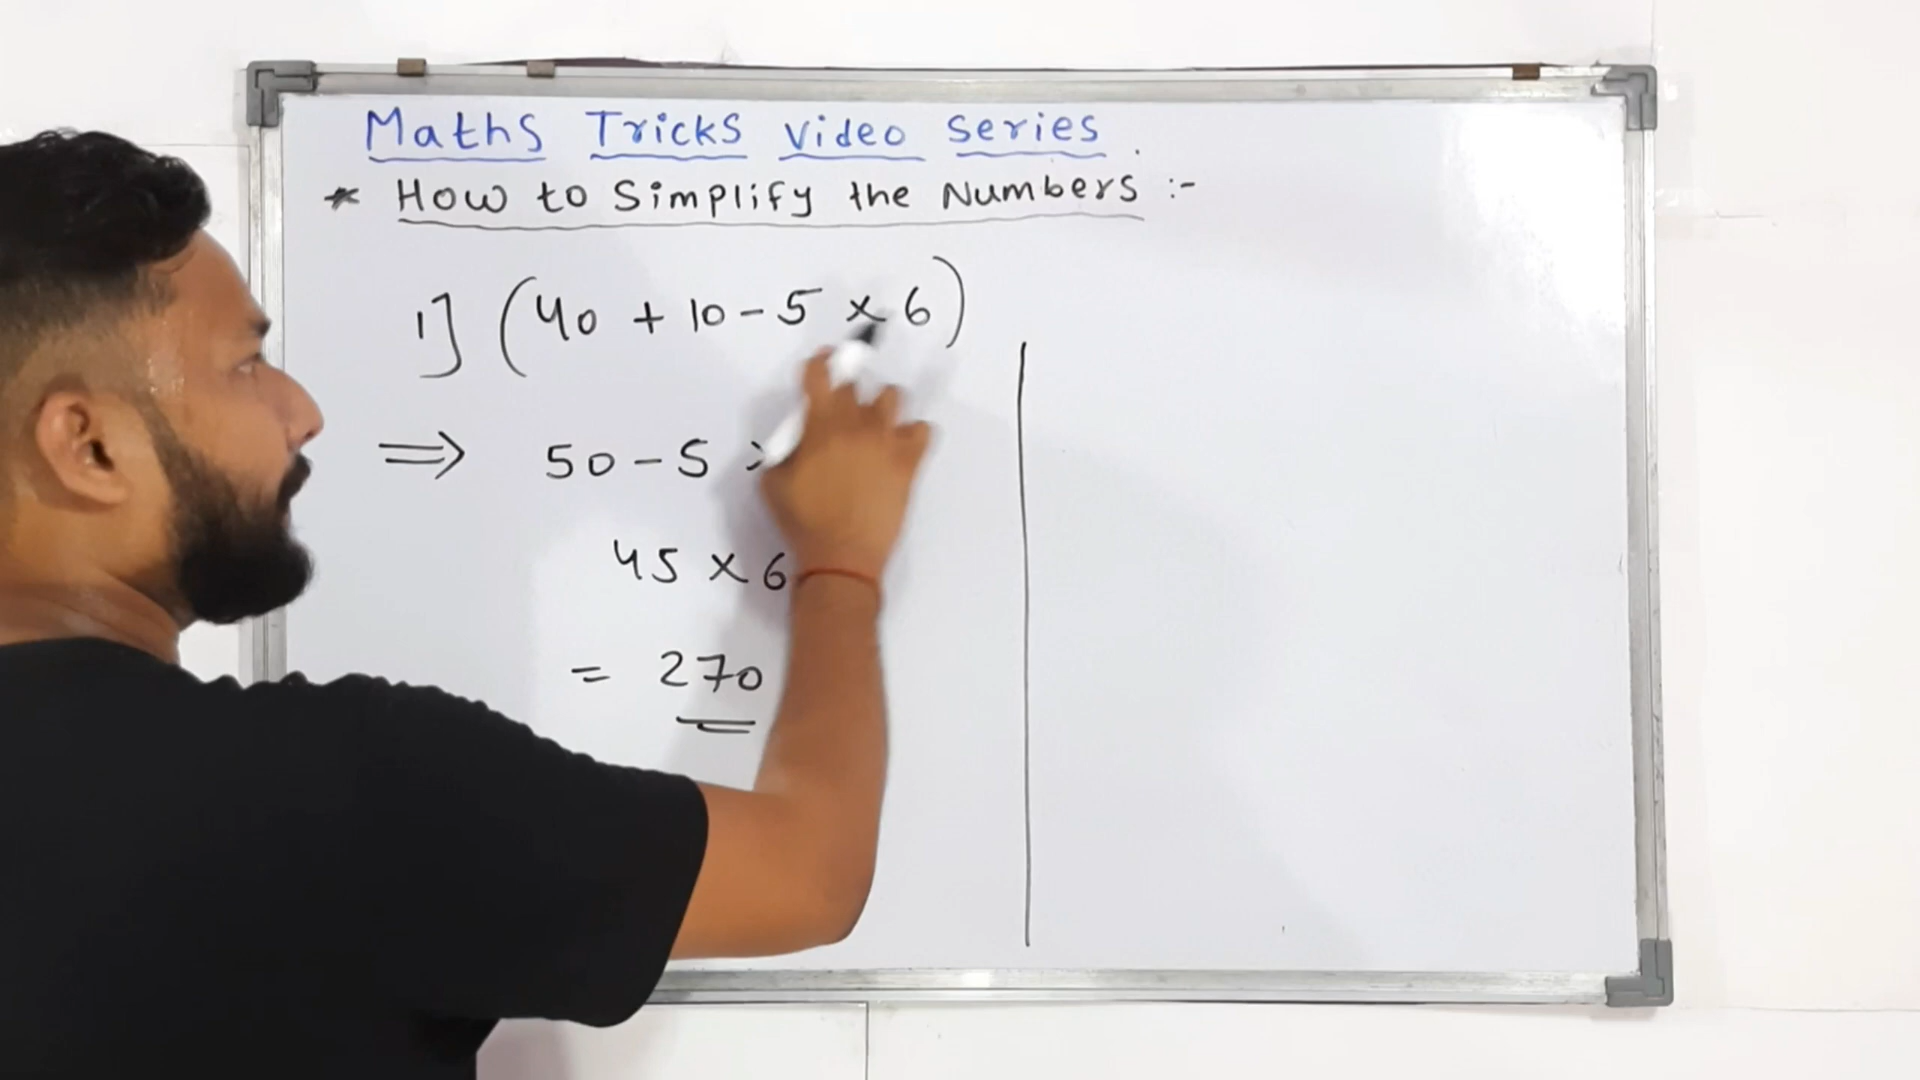 Maths Tricks Video Series.
* How to Simplify the Numbers :-
1] (40 + 10 - 5 × 6)
⇒ 50 - 5
45 × 6
= 270